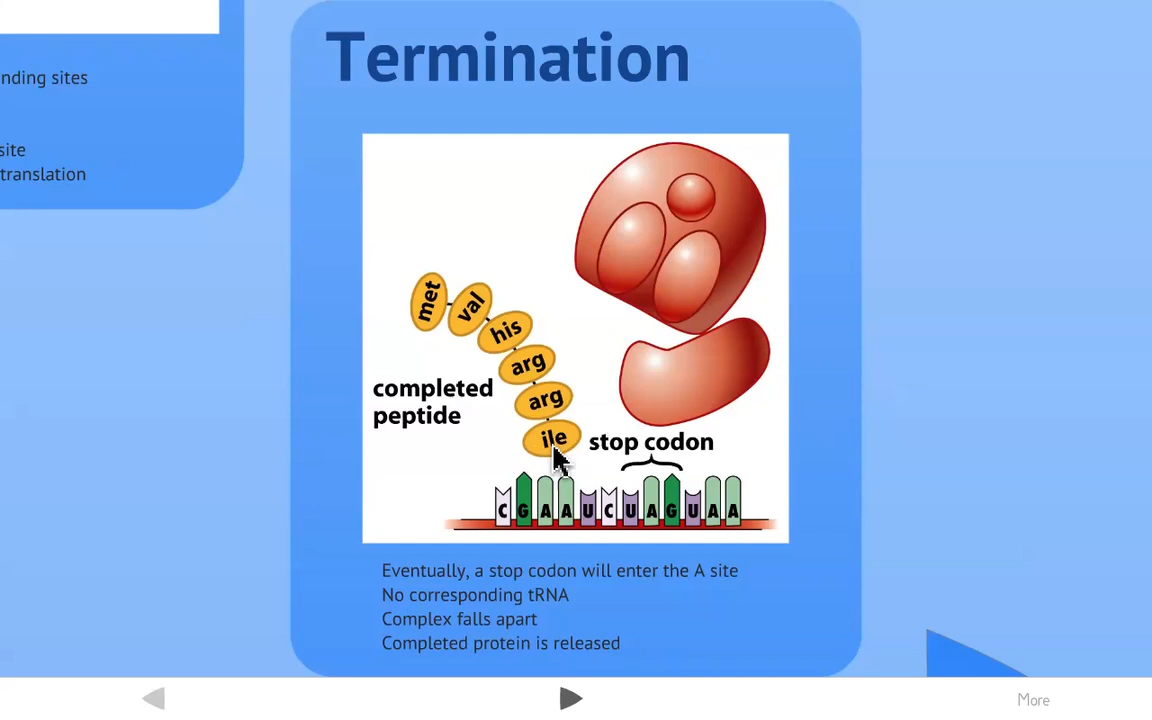 nding sites
site
translation
Termination
met
val
his
arg
arg
ile
completed
peptide
stop codon
C G A A U C U A G U A A
Eventually, a stop codon will enter the A site
No corresponding tRNA
Complex falls apart
Completed protein is released
More